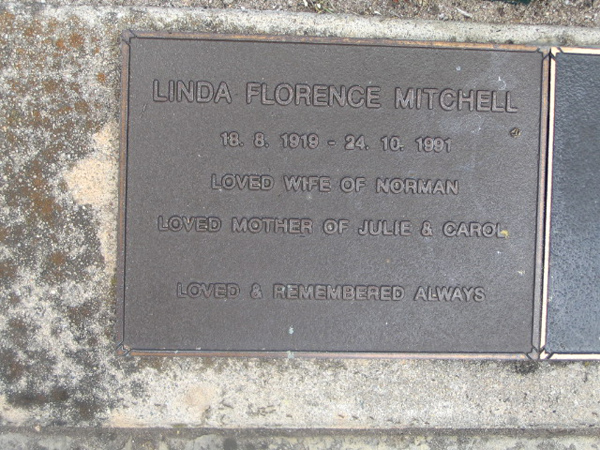 LINDA FLORENCE MITCHELL
18. 8. 1919 - 24. 10. 1991
LOVED WIFE OF NORMAN
LOVED MOTHER OF JULIE & CAROL
LOVED & REMEMBERED ALWAYS